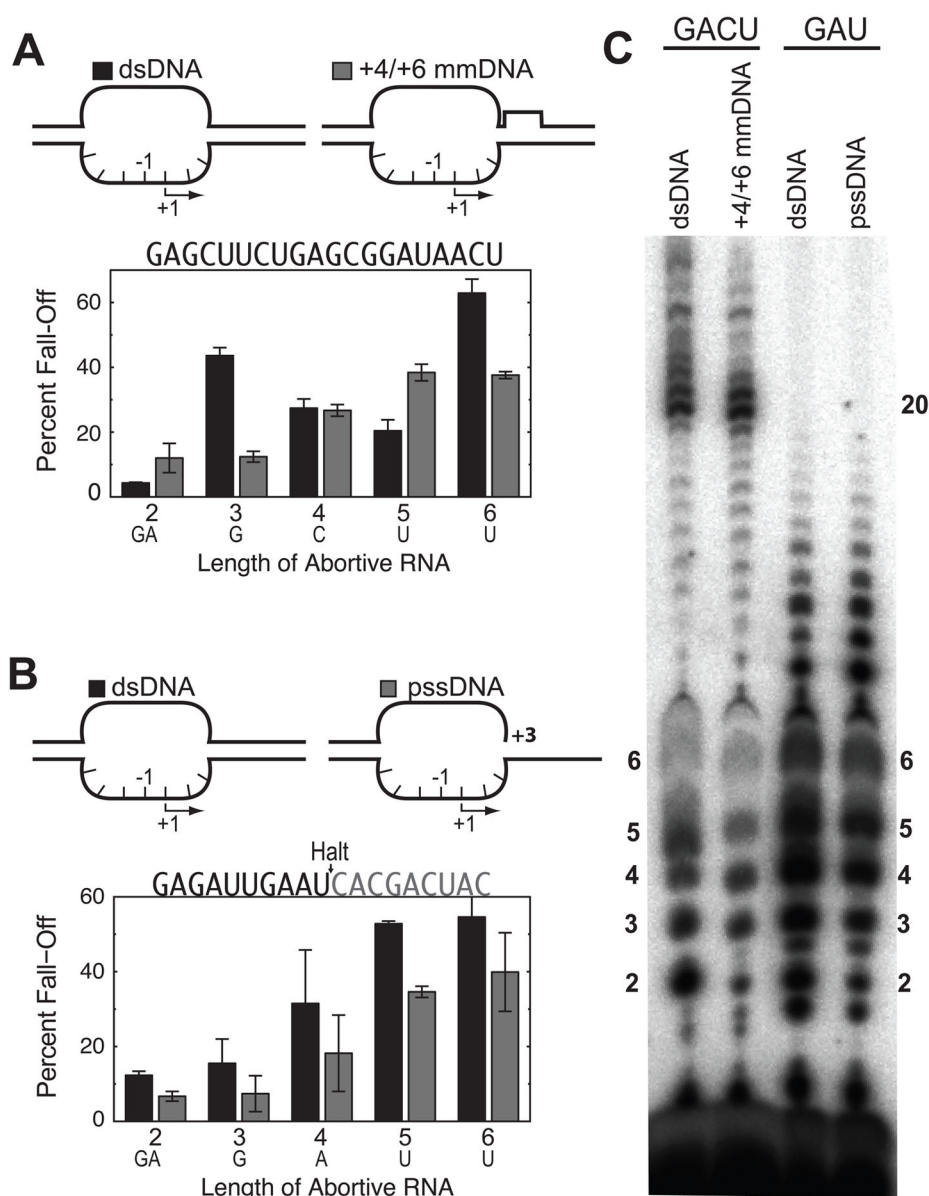 A
dsDNA
+4/+6 mmDNA
-1
+1
-1
+1
GAGCUUCUGAGCGGAUAACU
Percent Fall-Off
60
40
20
0
2
3
4
5
6
GA
G
C
U
U
Length of Abortive RNA
B
dsDNA
pssDNA
+3
-1
+1
-1
+1
Halt
GAGAUUGAAUCACGACUAC
Percent Fall-Off
60
40
20
0
2
3
4
5
6
GA
G
A
U
U
Length of Abortive RNA
C
GACU
GAU
dsDNA
+4/+6 mmDNA
dsDNA
pssDNA
20
6
6
5
5
4
4
3
3
2
2